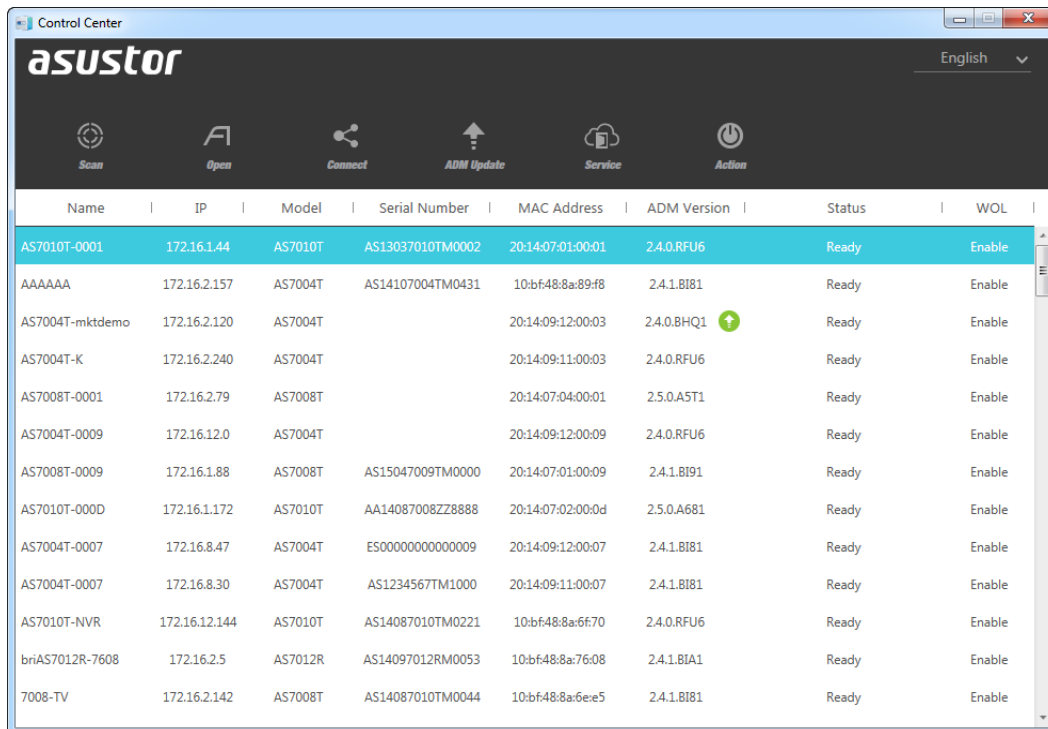 Control Center
asustor
English
Scan Open Connect ADM Update Service Action
Name IP Model Serial Number MAC Address ADM Version Status WOL
AS7010T-0001 172.16.1.44 AS7010T AS13037010TM0002 20:14:07:01:00:01 2.4.0.RFU6 Ready Enable
AAAAAA 172.16.2.157 AS7004T AS14107004TM0431 10:bf:48:8a:89:f8 2.4.1.BI81 Ready Enable
AS7004T-mktdemo 172.16.2.120 AS7004T 20:14:09:12:00:03 2.4.0.BHQ1 Ready Enable
AS7004T-K 172.16.2.240 AS7004T 20:14:09:11:00:03 2.4.0.RFU6 Ready Enable
AS7008T-0001 172.16.2.79 AS7008T 20:14:07:04:00:01 2.5.0.A5T1 Ready Enable
AS7004T-0009 172.16.12.0 AS7004T 20:14:09:12:00:09 2.4.0.RFU6 Ready Enable
AS7008T-0009 172.16.1.88 AS7008T AS15047009TM0000 20:14:07:01:00:09 2.4.1.BI91 Ready Enable
AS7010T-000D 172.16.1.172 AS7010T AA14087008ZZ8888 20:14:07:02:00:0d 2.5.0.A681 Ready Enable
AS7004T-0007 172.16.8.47 AS7004T ES00000000000009 20:14:09:12:00:07 2.4.1.BI81 Ready Enable
AS7004T-0007 172.16.8.30 AS7004T AS1234567TM1000 20:14:09:11:00:07 2.4.1.BI81 Ready Enable
AS7010T-NVR 172.16.12.144 AS7010T AS14087010TM0221 10:bf:48:8a:6f:70 2.4.0.RFU6 Ready Enable
briAS7012R-7608 172.16.2.5 AS7012R AS14097012RM0053 10:bf:48:8a:76:08 2.4.1.BIA1 Ready Enable
7008-TV 172.16.2.142 AS7008T AS14087010TM0044 10:bf:48:8a:6e:e5 2.4.1.BI81 Ready Enable